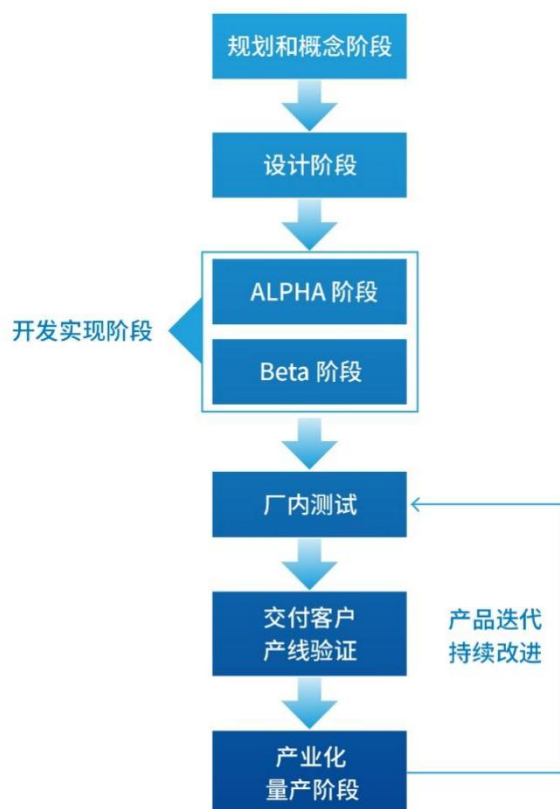 规划和概念阶段
设计阶段
ALPHA 阶段
开发实现阶段
Beta 阶段
厂内测试
交付客户
产线验证
产品迭代
持续改进
产业化
量产阶段